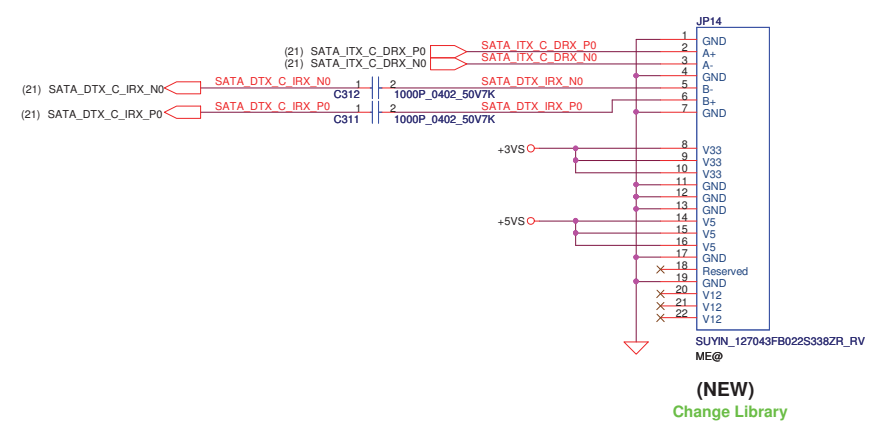 JP14
1 GND
(21) SATA_ITX_C_DRX_P0 SATA_ITX_C_DRX_P0 2 A+
(21) SATA_ITX_C_DRX_N0 SATA_ITX_C_DRX_N0 3 A-
4 GND
(21) SATA_DTX_C_IRX_N0 SATA_DTX_C_IRX_N0 1 2 SATA_DTX_IRX_N0 5 B-
C312 1000P_0402_50V7K
(21) SATA_DTX_C_IRX_P0 SATA_DTX_C_IRX_P0 1 2 SATA_DTX_IRX_P0 6 B+
C311 1000P_0402_50V7K
7 GND
+3VS 8 V33
9 V33
10 V33
11 GND
12 GND
13 GND
+5VS 14 V5
15 V5
16 V5
17 GND
18 Reserved
19 GND
20 V12
21 V12
22 V12
SUYIN_127043FB022S338ZR_RV
ME@
(NEW)
Change Library